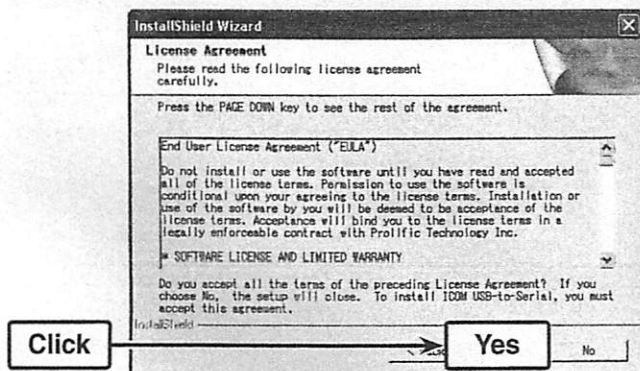 InstallShield Wizard
License Agreement
Please read the following license agreement
carefully.
Press the PAGE DOWN key to see the rest of the agreement.
End User License Agreement ("EULA")
Do not install or use the software until you have read and accepted
all of the license terms. Permission to use the software is
conditional upon your agreeing to the license terms. Installation or
use of the software by you will be deemed to be acceptance of the
license terms. Acceptance will bind you to the license terms in a
legally enforceable contract with Prolific Technology Inc.
* SOFTWARE LICENSE AND LIMITED WARRANTY
Do you accept all the terms of the preceding License Agreement? If you
choose No, the setup will close. To install ICOM USB-to-Serial, you must
accept this agreement.
InstallShield
Click
Yes
No